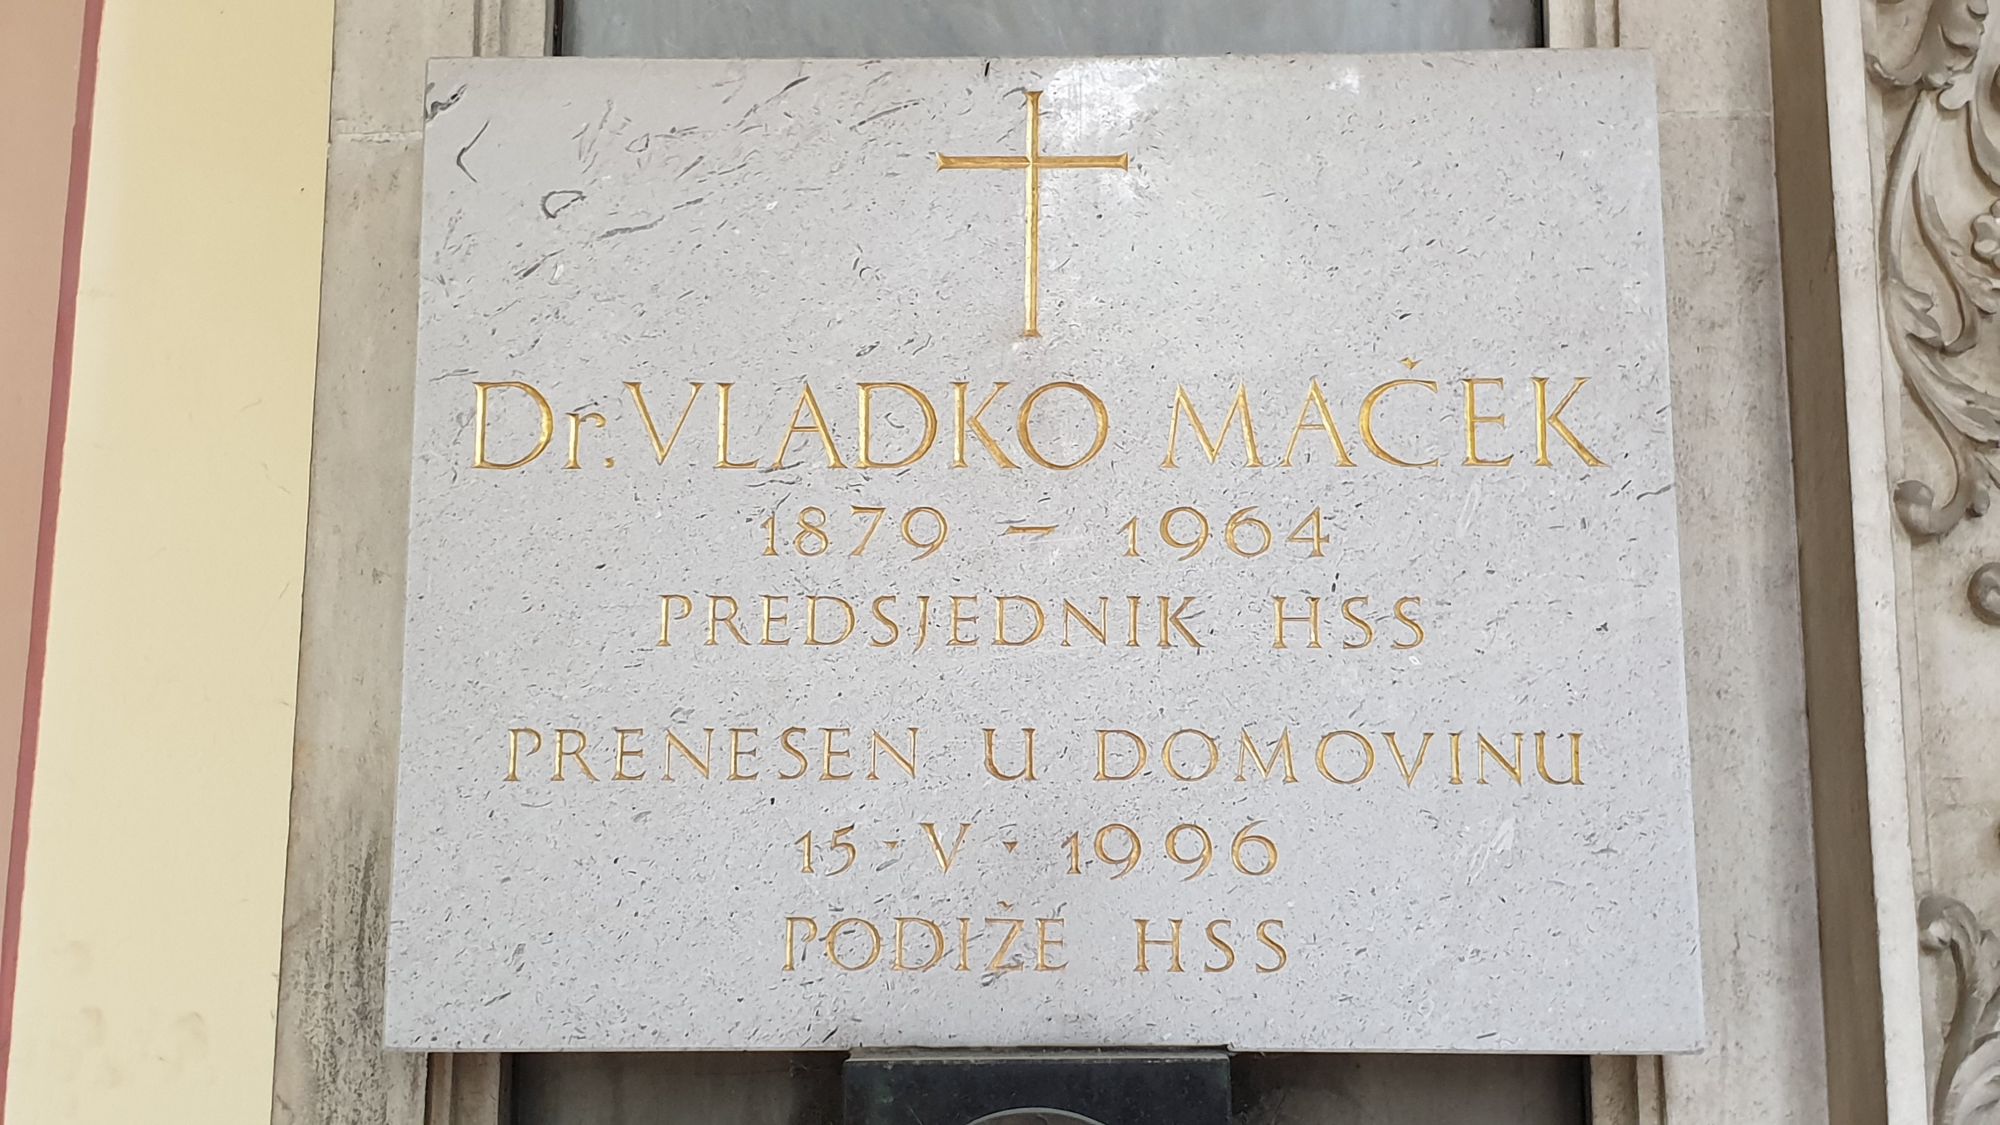 Dr. VLADKO MAČEK
1879 – 1964
PREDSJEDNIK HSS
PRENESEN U DOMOVINU
15 · V · 1996
PODIŽE HSS